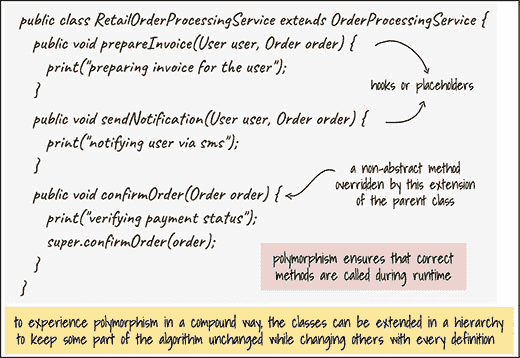 public class RetailOrderProcessingService extends OrderProcessingService {
public void prepareInvoice(User user, Order order) {
print("preparing invoice for the user");
}
hooks or placeholders
public void sendNotification(User user, Order order) {
print("notifying user via sms");
}
public void confirmOrder(Order order) {
print("verifying payment status");
super.confirmOrder(order);
}
}
a non-abstract method
overridden by this extension
of the parent class
polymorphism ensures that correct
methods are called during runtime
to experience polymorphism in a compound way, the classes can be extended in a hierarchy
to keep some part of the algorithm unchanged while changing others with every definition